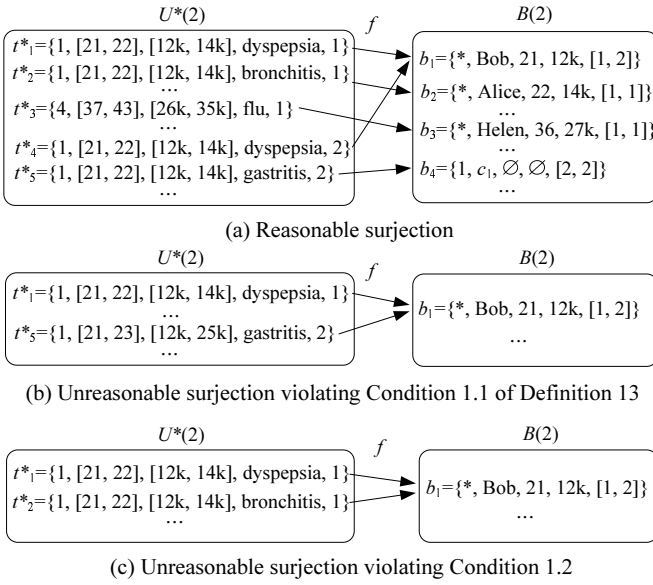 U*(2) f B(2)
t*₁={1, [21, 22], [12k, 14k], dyspepsia, 1}
t*₂={1, [21, 22], [12k, 14k], bronchitis, 1}
...
t*₃={4, [37, 43], [26k, 35k], flu, 1}
...
t*₄={1, [21, 22], [12k, 14k], dyspepsia, 2}
t*₅={1, [21, 22], [12k, 14k], gastritis, 2}
...
b₁={*, Bob, 21, 12k, [1, 2]}
b₂={*, Alice, 22, 14k, [1, 1]}
...
b₃={*, Helen, 36, 27k, [1, 1]}
...
b₄={1, c₁, ∅, ∅, [2, 2]}
...
(a) Reasonable surjection
U*(2) f B(2)
t*₁={1, [21, 22], [12k, 14k], dyspepsia, 1}
...
t*₅={1, [21, 23], [12k, 25k], gastritis, 2}
...
b₁={*, Bob, 21, 12k, [1, 2]}
...
(b) Unreasonable surjection violating Condition 1.1 of Definition 13
U*(2) f B(2)
t*₁={1, [21, 22], [12k, 14k], dyspepsia, 1}
t*₂={1, [21, 22], [12k, 14k], bronchitis, 1}
...
b₁={*, Bob, 21, 12k, [1, 2]}
...
(c) Unreasonable surjection violating Condition 1.2